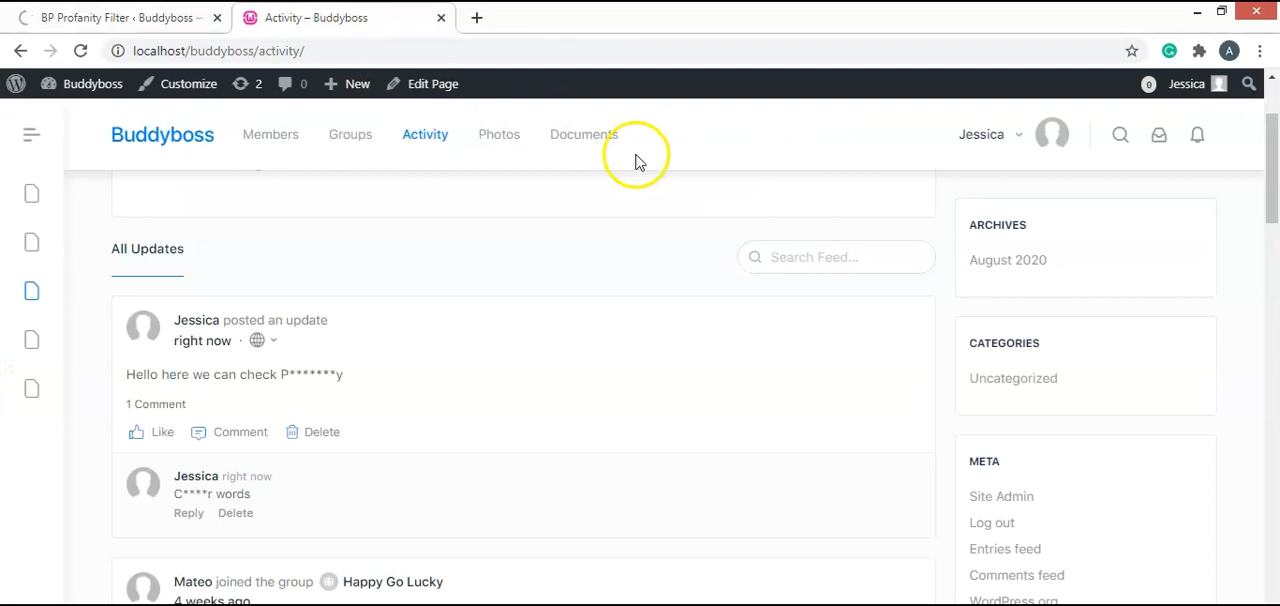 BP Profanity Filter ‹ Buddyboss –
Activity – Buddyboss
localhost/buddyboss/activity/
A
Buddyboss Customize 2 0 New Edit Page
0 Jessica
Buddyboss Members Groups Activity Photos Documents
Jessica
All Updates
Search Feed...
Jessica posted an update
right now ·
Hello here we can check P*******y
1 Comment
Like Comment Delete
Jessica right now
C****r words
Reply Delete
Mateo joined the group Happy Go Lucky
4 weeks ago
ARCHIVES
August 2020
CATEGORIES
Uncategorized
META
Site Admin
Log out
Entries feed
Comments feed
WordPress.org